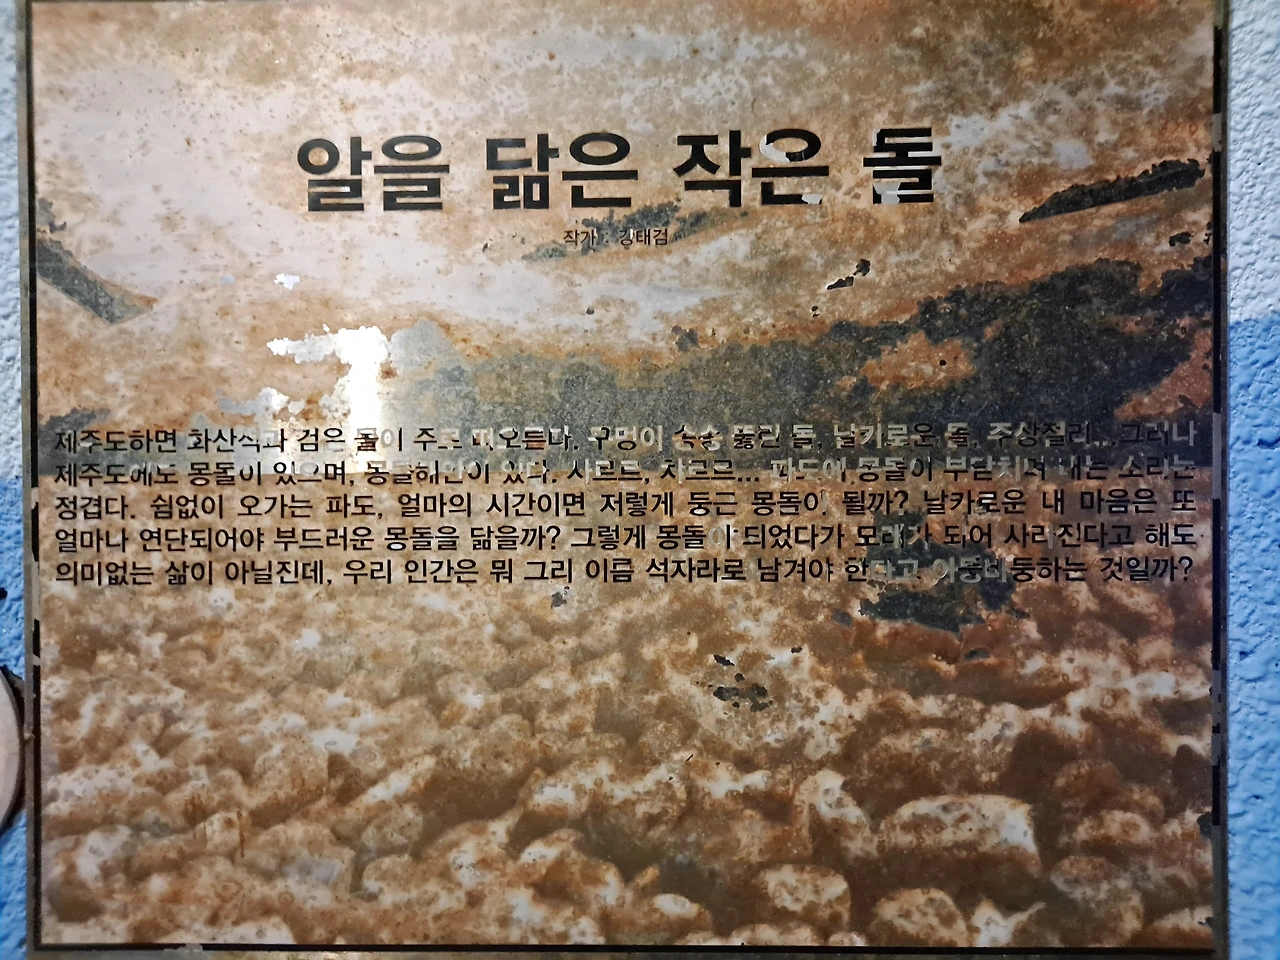 알을 닮은 작은 돌
작가 : 강태검
제주도하면 화산석과 검은 돌이 주로 떠오른다. 구멍이 숭숭 뚫린 돌, 날카로운 돌, 주상절리... 그러나
제주도에도 몽돌이 있으며, 몽돌해안이 있다. 사르르, 차르르... 파도에 몽돌이 부딪치며 내는 소리는
정겹다. 쉼없이 오가는 파도, 얼마의 시간이면 저렇게 둥근 몽돌이 될까? 날카로운 내 마음은 또
얼마나 연단되어야 부드러운 몽돌을 닮을까? 그렇게 몽돌이 되었다가 모래가 되어 사라진다고 해도
의미없는 삶이 아닐진데, 우리 인간은 뭐 그리 이름 석자라로 남겨야 한다고 아등바둥하는 것일까?